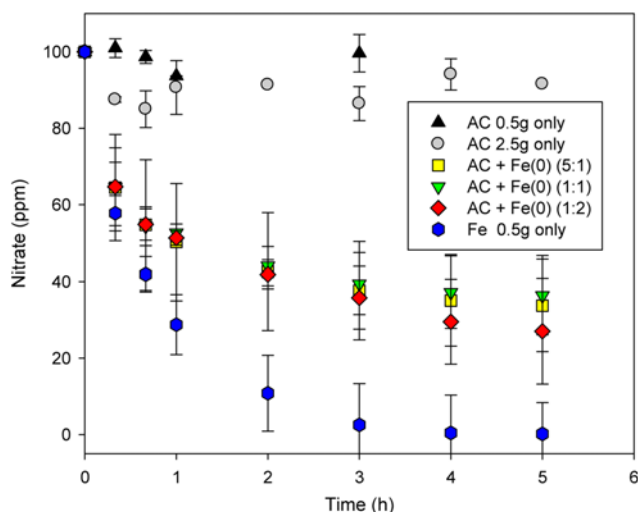 Nitrate (ppm)
100
80
60
40
20
0
AC 0.5g only
AC 2.5g only
AC + Fe(0) (5:1)
AC + Fe(0) (1:1)
AC + Fe(0) (1:2)
Fe 0.5g only
0 1 2 3 4 5 6
Time (h)